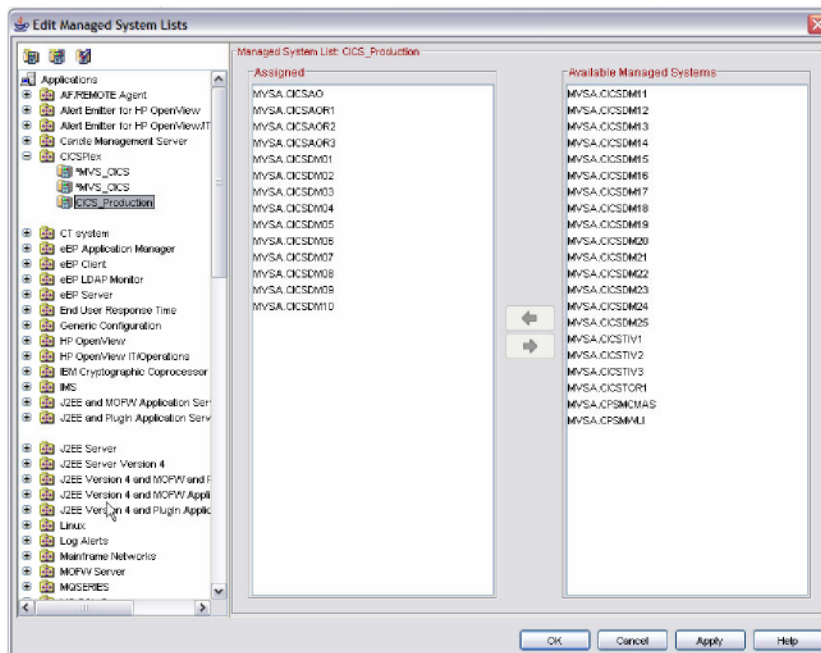 Edit Managed System Lists
Applications
AF/REMOTE Agent
Alert Emitter for HP OpenView
Alert Emitter for HP OpenView/IT
Candle Management Server
CICSPlex
*MVS_CICS
*MVS_CICS
CICS_Production
CT system
eBP Application Manager
eBP Client
eBP LDAP Monitor
eBP Server
End User Response Time
Generic Configuration
HP OpenView
HP OpenView IT/Operations
IBM Cryptographic Coprocessor
IMS
J2EE and MOFW Application Serv
J2EE and Plugin Application Serv
J2EE Server
J2EE Server Version 4
J2EE Version 4 and MOFW and P
J2EE Version 4 and MOFW Appli
J2EE Version 4 and Plugin Applic
Linux
Log Alerts
Mainframe Networks
MOFW Server
MQSERIES
Managed System List: CICS_Production
Assigned
MVSA.CICSAO
MVSA.CICSAOR1
MVSA.CICSAOR2
MVSA.CICSAOR3
MVSA.CICSDM01
MVSA.CICSDM02
MVSA.CICSDM03
MVSA.CICSDM04
MVSA.CICSDM05
MVSA.CICSDM06
MVSA.CICSDM07
MVSA.CICSDM08
MVSA.CICSDM09
MVSA.CICSDM10
Available Managed Systems
MVSA.CICSDM11
MVSA.CICSDM12
MVSA.CICSDM13
MVSA.CICSDM14
MVSA.CICSDM15
MVSA.CICSDM16
MVSA.CICSDM17
MVSA.CICSDM18
MVSA.CICSDM19
MVSA.CICSDM20
MVSA.CICSDM21
MVSA.CICSDM22
MVSA.CICSDM23
MVSA.CICSDM24
MVSA.CICSDM25
MVSA.CICSTIV1
MVSA.CICSTIV2
MVSA.CICSTIV3
MVSA.CICSTOR1
MVSA.CPSMCMAS
MVSA.CPSMWUI
OK
Cancel
Apply
Help